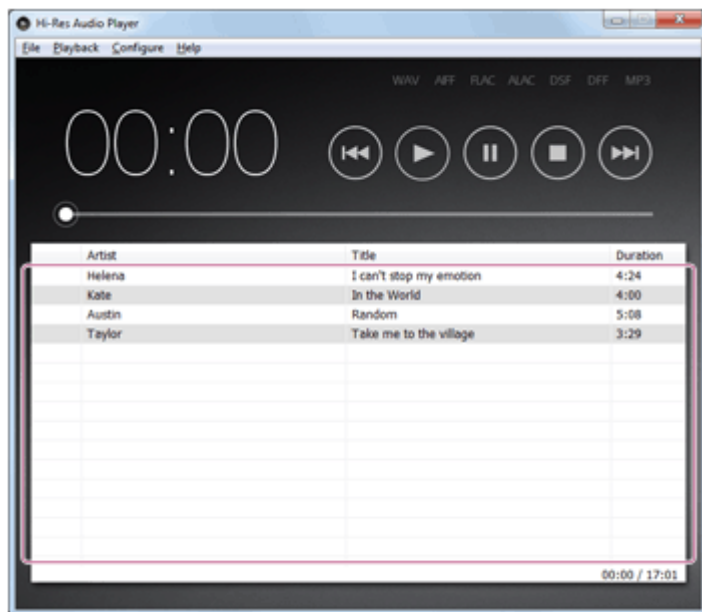 Hi-Res Audio Player
File Playback Configure Help
WAV AIFF FLAC ALAC DSF DFF MP3
00:00
Artist Title Duration
Helena I can't stop my emotion 4:24
Kate In the World 4:00
Austin Random 5:08
Taylor Take me to the village 3:29
00:00 / 17:01